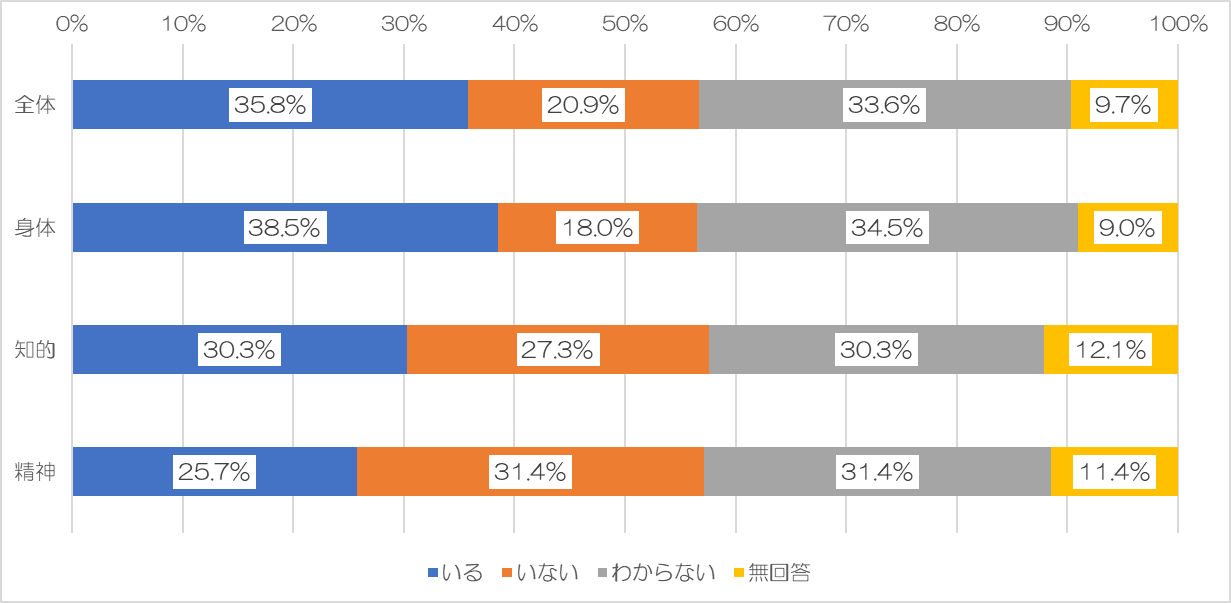 0% 10% 20% 30% 40% 50% 60% 70% 80% 90% 100%
全体 35.8% 20.9% 33.6% 9.7%
身体 38.5% 18.0% 34.5% 9.0%
知的 30.3% 27.3% 30.3% 12.1%
精神 25.7% 31.4% 31.4% 11.4%
いる いない わからない 無回答